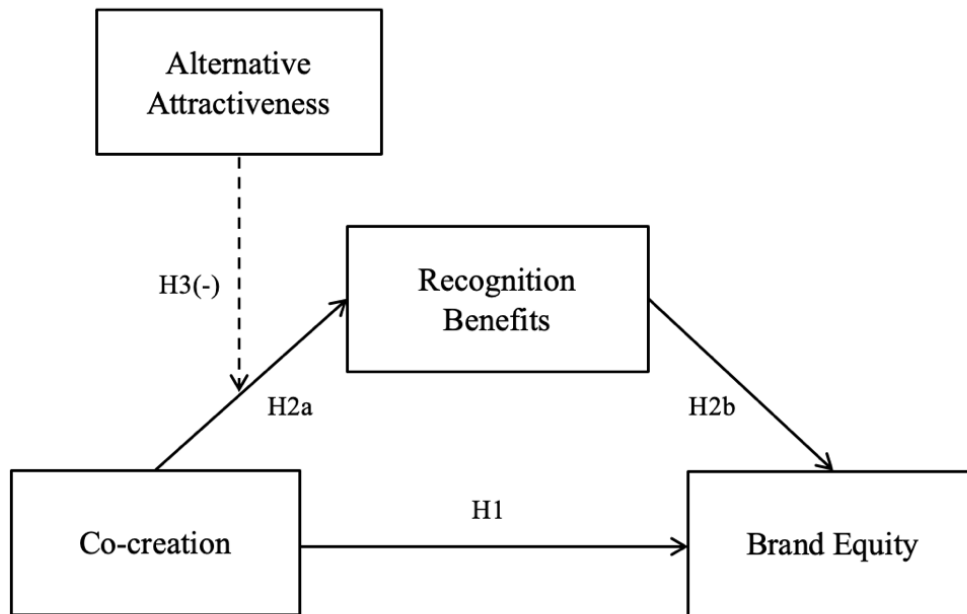 Alternative
Attractiveness
H3(-)
Recognition
Benefits
H2a
H2b
H1
Co-creation
Brand Equity